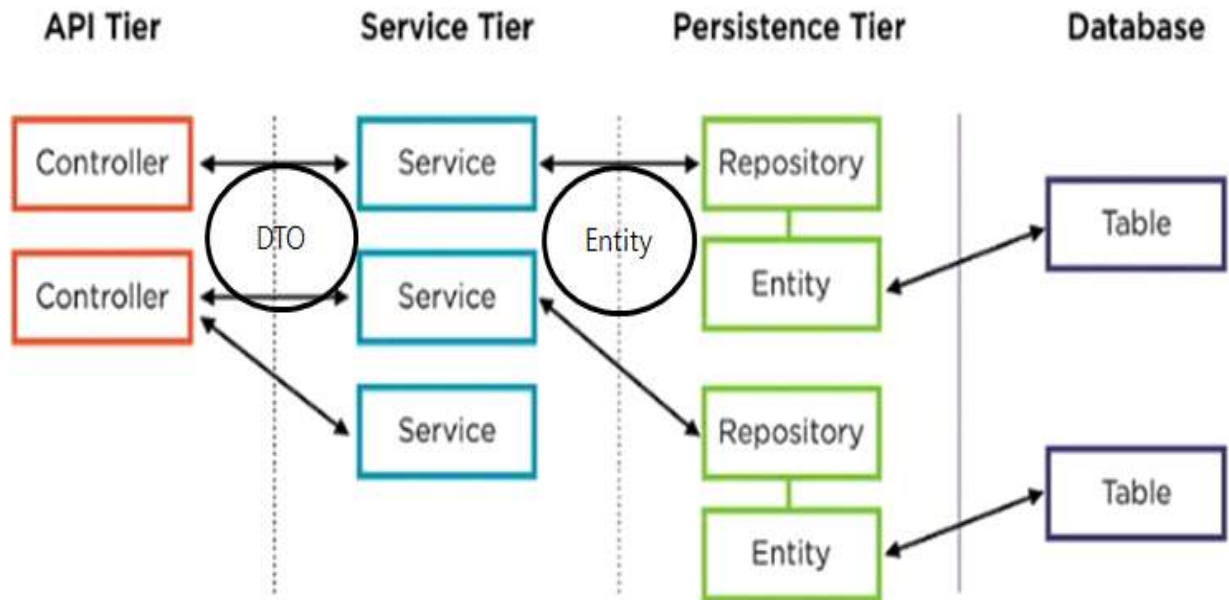 API Tier Service Tier Persistence Tier Database
Controller Service Repository
Table
DTO Entity
Entity
Controller Service
Service Repository
Table
Entity